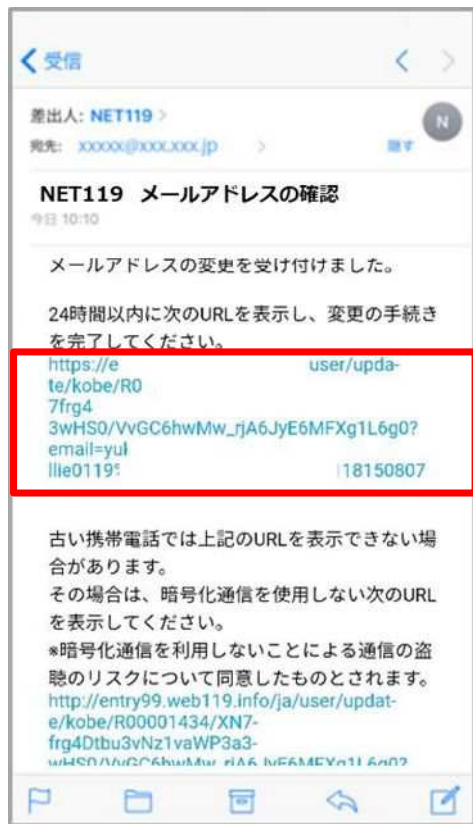 受信
差出人: NET119
宛先: xxxxx@xxx.xxx.jp
隠す
N
NET119 メールアドレスの確認
今日 10:10
メールアドレスの変更を受け付けました。
24時間以内に次のURLを表示し、変更の手続き
を完了してください。
https://e user/upda-
te/kobe/R0
7frg4
3wHS0/VvGC6hwMw_rjA6JyE6MFXg1L6g0?
email=yul
llie0119 18150807
古い携帯電話では上記のURLを表示できない場
合があります。
その場合は、暗号化通信を使用しない次のURL
を表示してください。
※暗号化通信を利用しないことによる通信の盗
聴のリスクについて同意したものとされます。
http://entry99.web119.info/ja/user/updat-
e/kobe/R00001434/XN7-
frg4Dtbu3vNz1vaWP3a3-
wHS0/VvGC6hwMw_rjA6JyE6MFXg1L6g0?